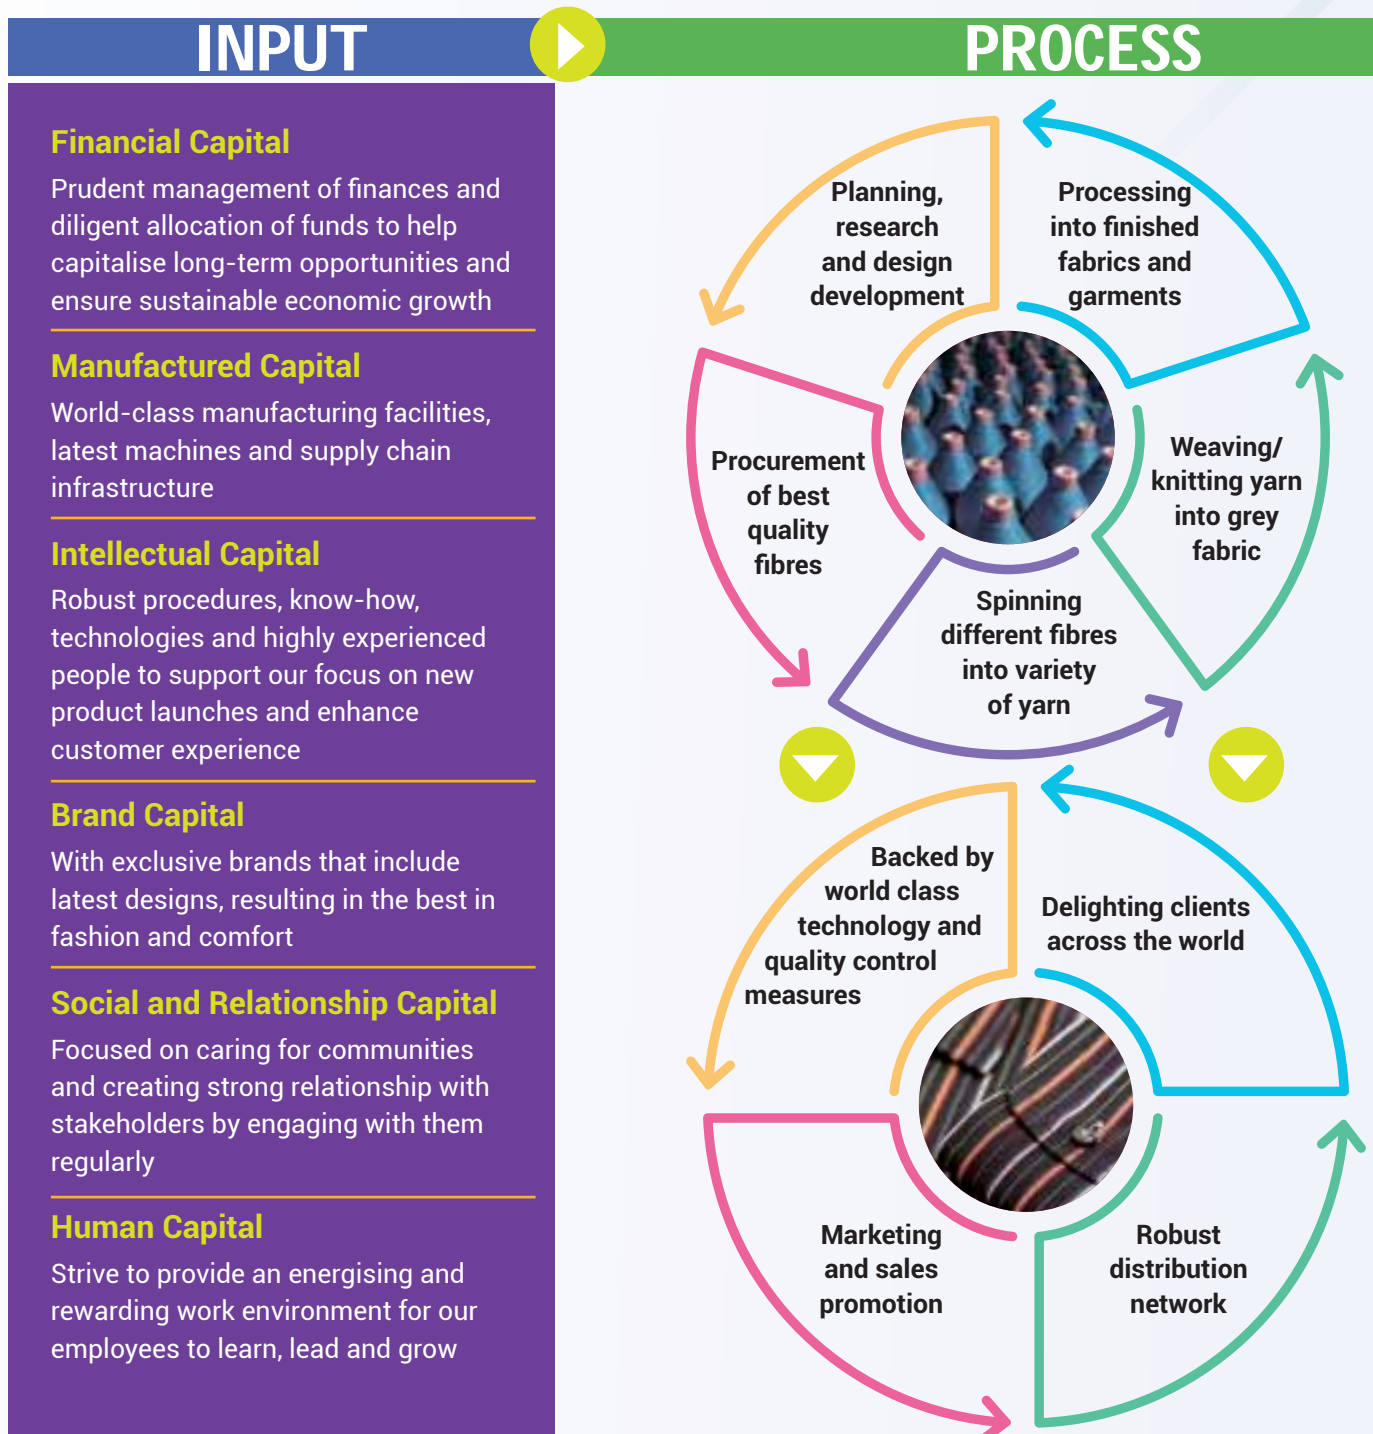 INPUT
Financial Capital
Prudent management of finances and
diligent allocation of funds to help
capitalise long-term opportunities and
ensure sustainable economic growth
Manufactured Capital
World-class manufacturing facilities,
latest machines and supply chain
infrastructure
Intellectual Capital
Robust procedures, know-how,
technologies and highly experienced
people to support our focus on new
product launches and enhance
customer experience
Brand Capital
With exclusive brands that include
latest designs, resulting in the best in
fashion and comfort
Social and Relationship Capital
Focused on caring for communities
and creating strong relationship with
stakeholders by engaging with them
regularly
Human Capital
Strive to provide an energising and
rewarding work environment for our
employees to learn, lead and grow
PROCESS
Planning,
research
and design
development
Procurement
of best
quality
fibres
Spinning
different fibres
into variety
of yarn
Weaving/
knitting yarn
into grey
fabric
Processing
into finished
fabrics and
garments
Backed by
world class
technology and
quality control
measures
Marketing
and sales
promotion
Robust
distribution
network
Delighting clients
across the world